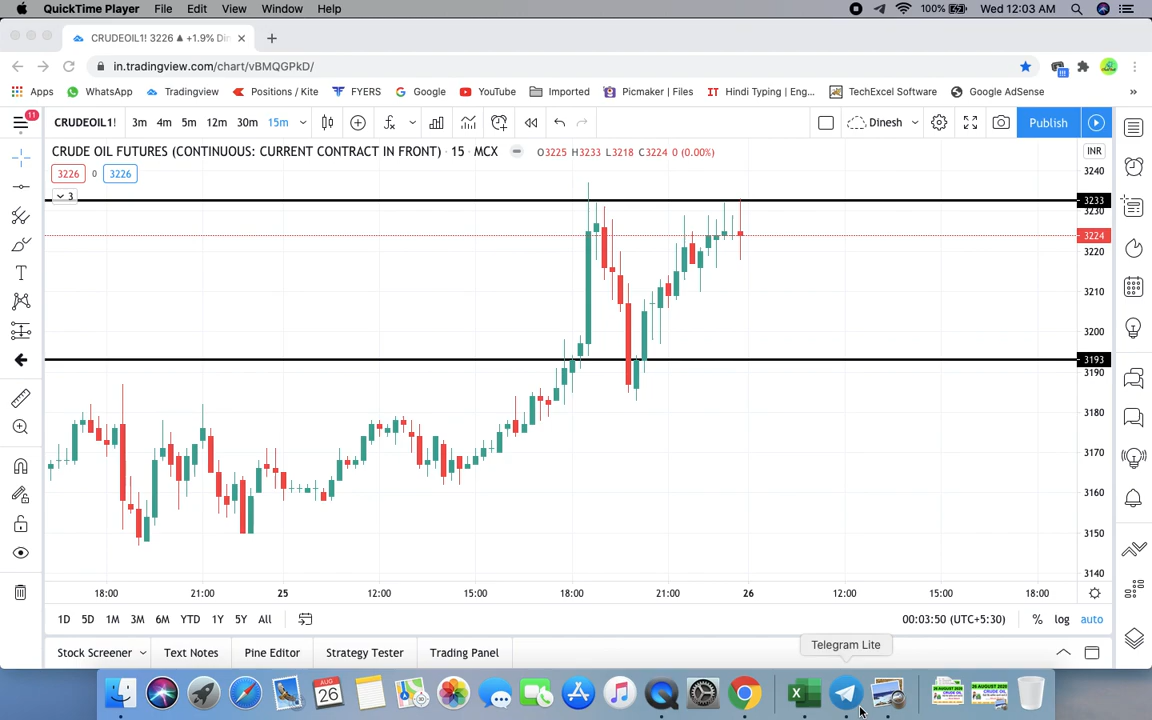 QuickTime Player File Edit View Window Help 100% Wed 12:03 AM
CRUDEOIL1! 3226 ▲ +1.9% Dir
in.tradingview.com/chart/vBMQGPkD/
Apps WhatsApp Tradingview Positions / Kite FYERS Google YouTube Imported Picmaker | Files Hindi Typing | Eng... TechExcel Software Google AdSense »
11
CRUDEOIL1! 3m 4m 5m 12m 30m 15m Dinesh Publish
CRUDE OIL FUTURES (CONTINUOUS: CURRENT CONTRACT IN FRONT) · 15 · MCX O3225 H3233 L3218 C3224 0 (0.00%) INR
3226 0 3226
3
3240
3233
3230
3224
3220
3210
3200
3193
3190
3180
3170
3160
3150
3140
18:00 21:00 25 12:00 15:00 18:00 21:00 26 12:00 15:00 18:00
1D 5D 1M 3M 6M YTD 1Y 5Y All 00:03:50 (UTC+5:30) % log auto
Telegram Lite
Stock Screener Text Notes Pine Editor Strategy Tester Trading Panel
AUG
26